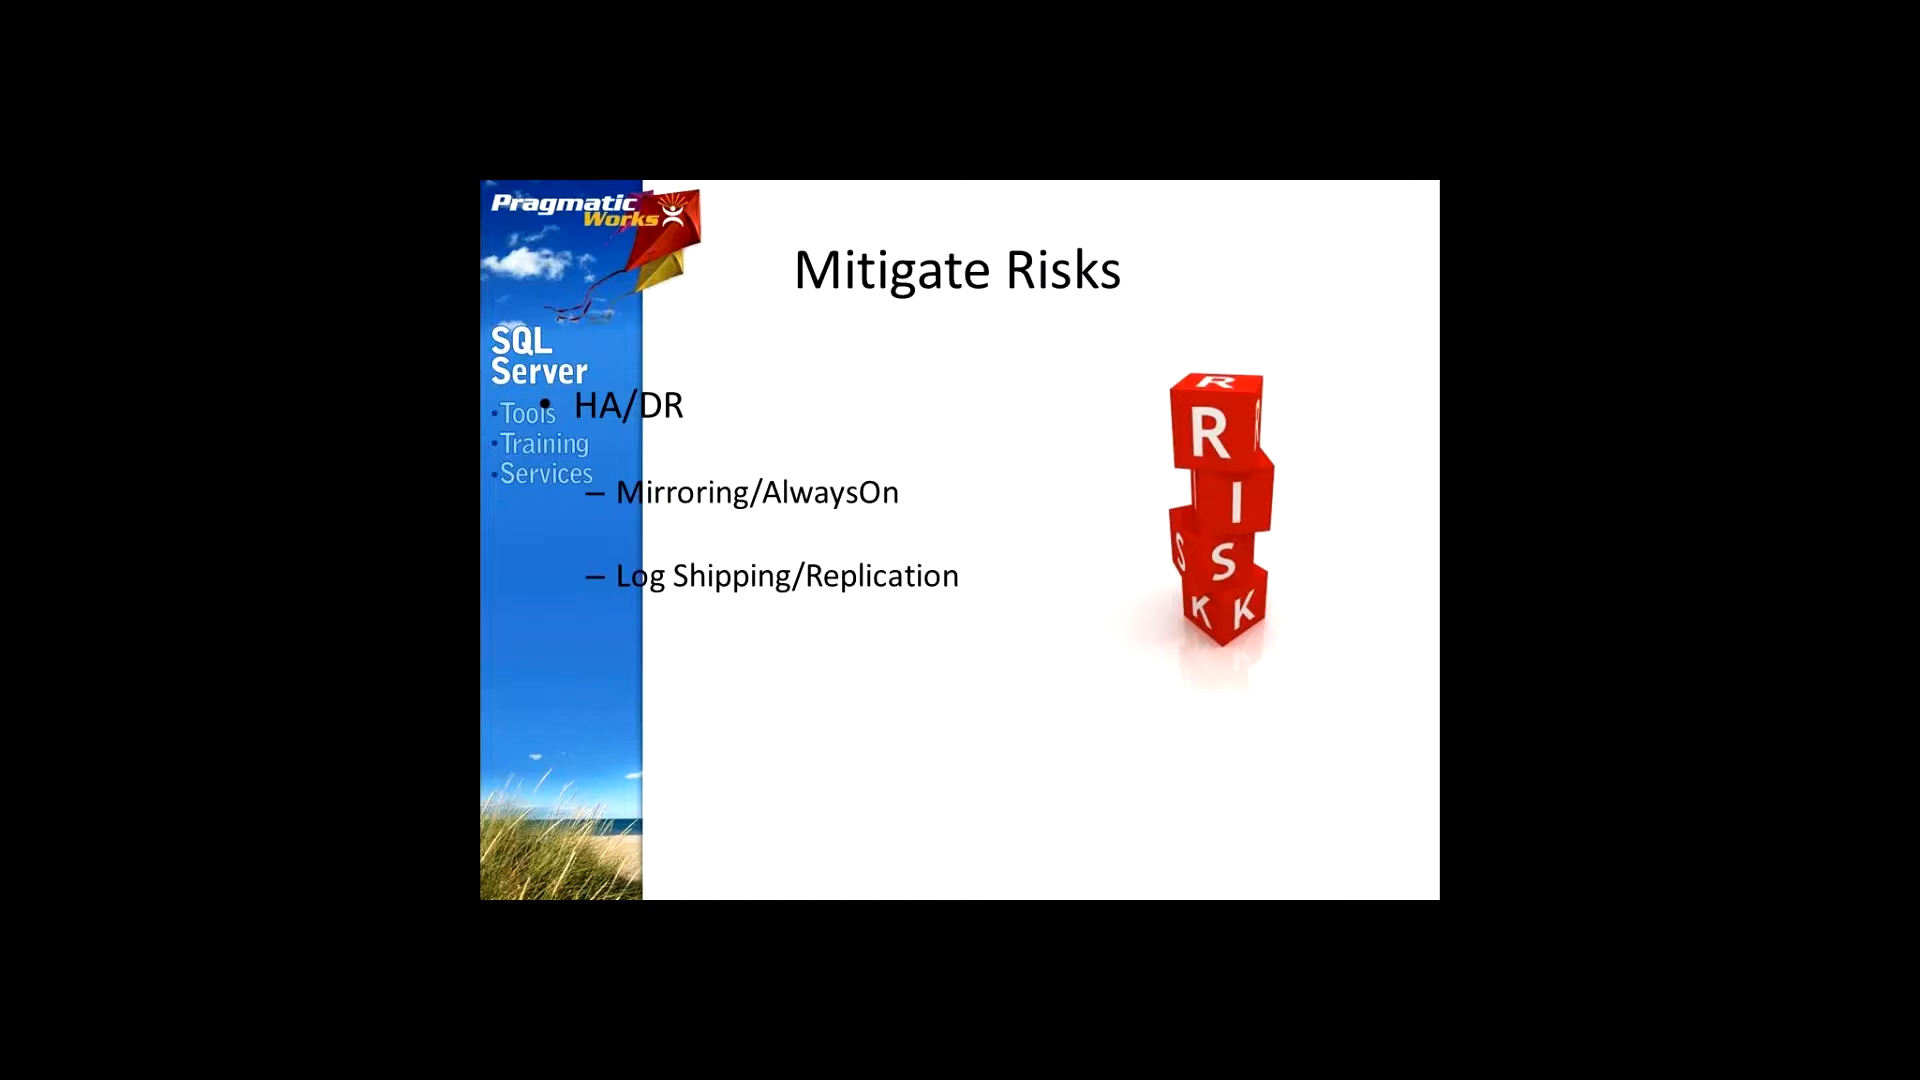 Pragmatic
Works
Mitigate Risks
SQL
Server
•Tools
•Training
•Services
• HA/DR
– Mirroring/AlwaysOn
– Log Shipping/Replication
R
R
R
I
I
S
S
K
K